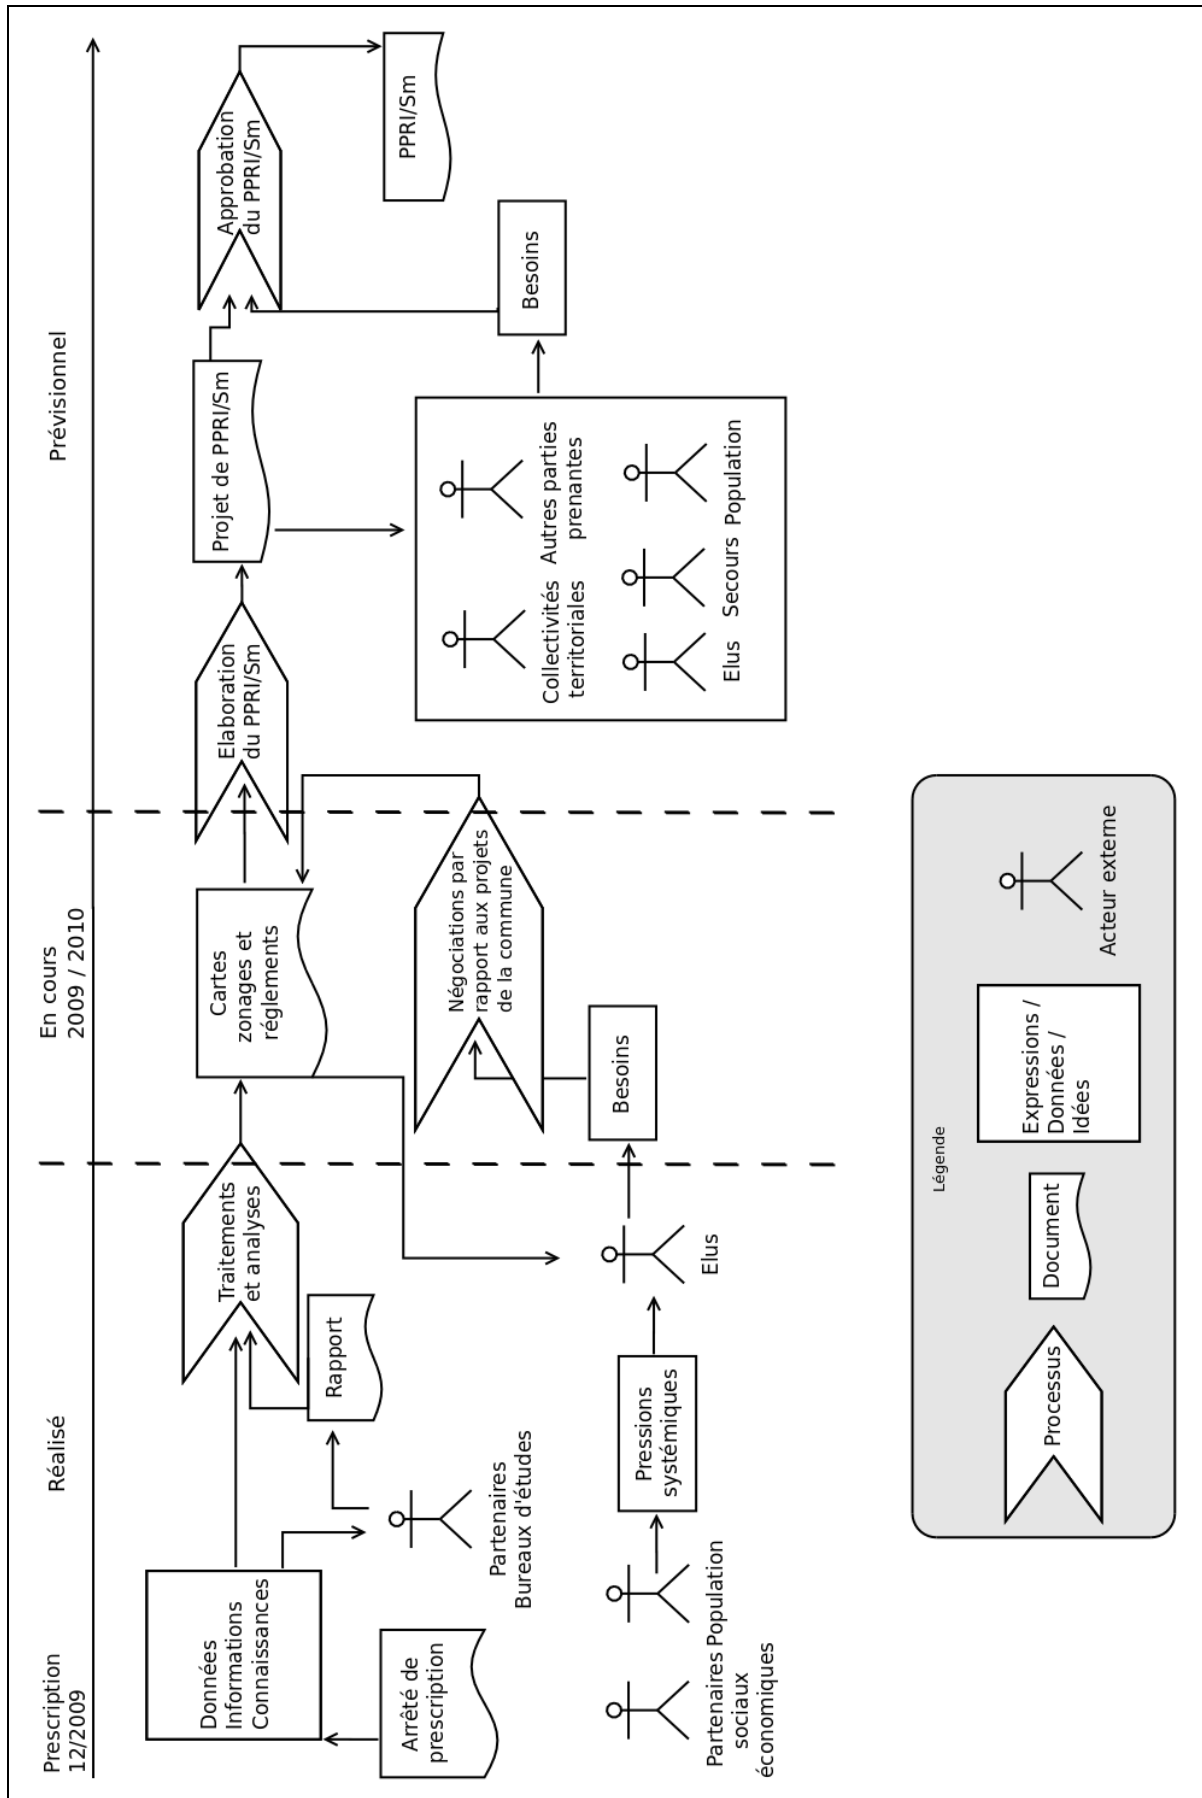 Prescription
12/2009
Réalisé
En cours
2009 / 2010
Prévisionnel
Données
Informations
Connaissances
Arrêté de
prescription
Partenaires
Bureaux d'études
Rapport
Traitements
et analyses
Cartes
zonages et
réglements
Elaboration
du PPRI/Sm
Projet de PPRI/Sm
Approbation
du PPRI/Sm
PPRI/Sm
Partenaires
sociaux
économiques
Population
Pressions
systémiques
Elus
Besoins
Négociations par
rapport aux projets
de la commune
Collectivités
territoriales
Autres parties
prenantes
Elus
Secours
Population
Besoins
Légende
Processus
Document
Expressions /
Données /
Idées
Acteur externe